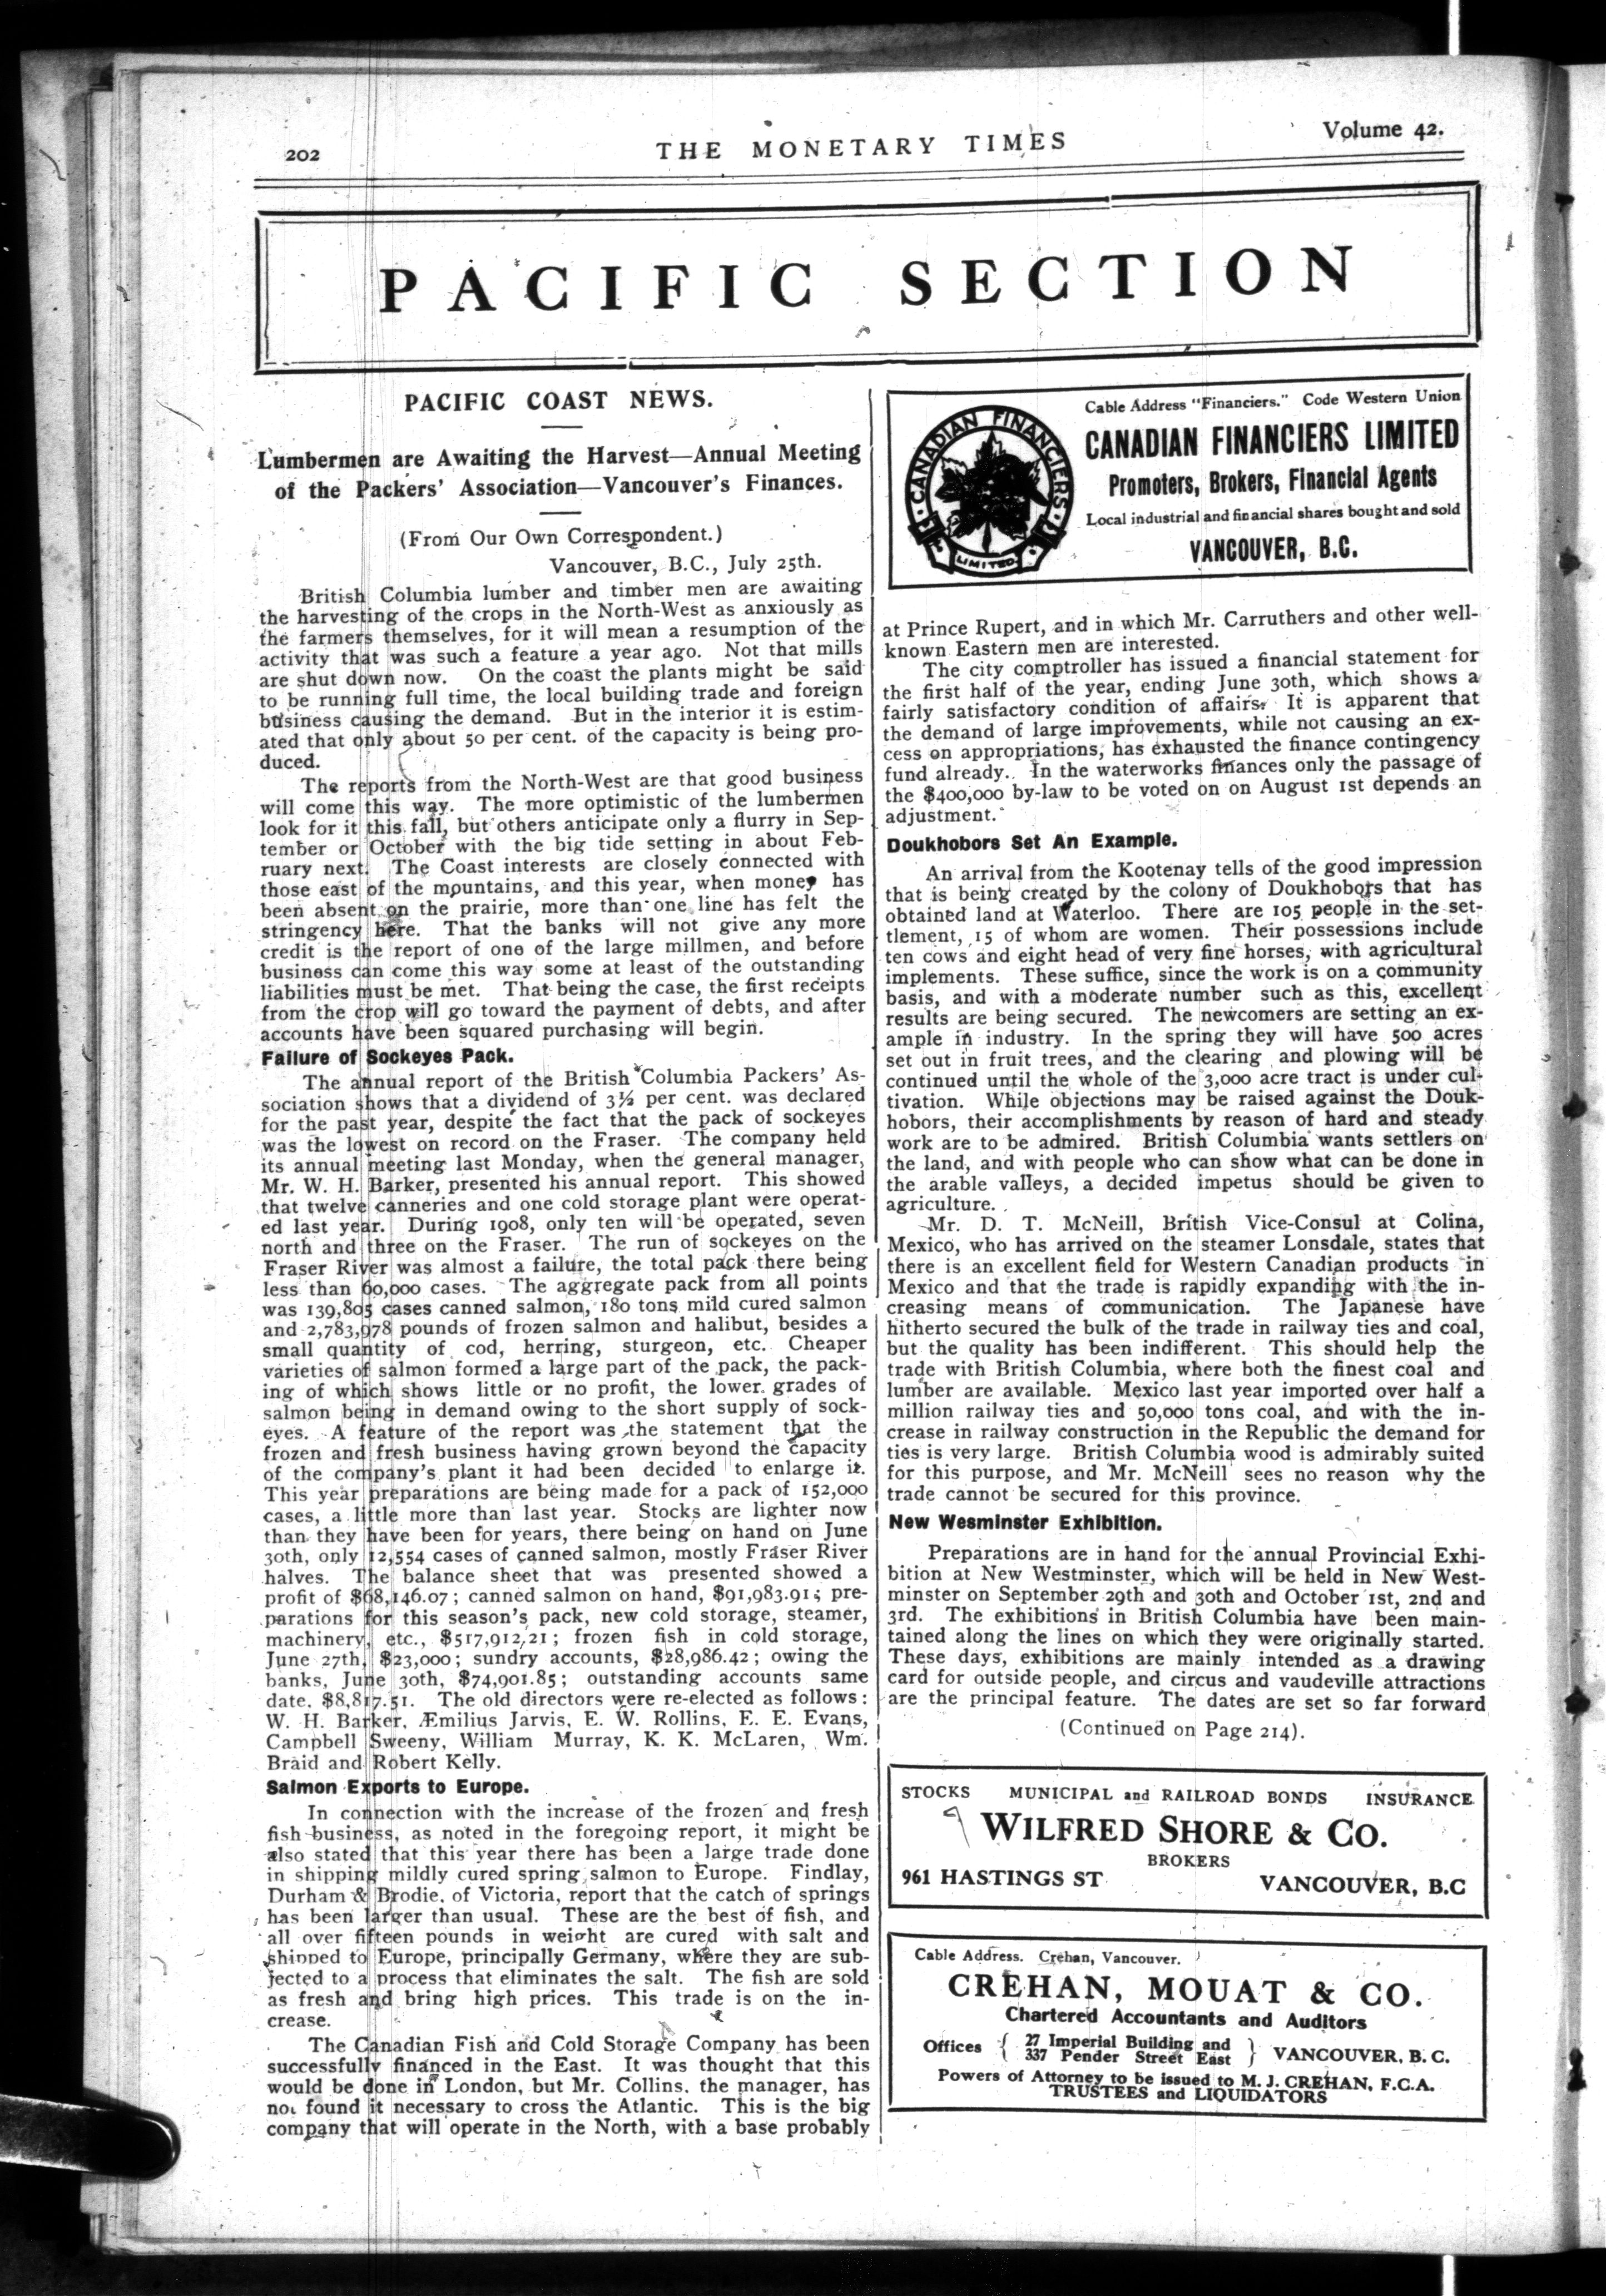 202
THE MONETARY TIMES
Volume 42.
PACIFIC SECTION
PACIFIC COAST NEWS.
Lumbermen are Awaiting the Harvest—Annual Meeting
of the Packers' Association—Vancouver's Finances.
(From Our Own Correspondent.)
Vancouver, B.C., July 25th.
British Columbia lumber and timber men are awaiting
the harvesting of the crops in the North-West as anxiously as
the farmers themselves, for it will mean a resumption of the
activity that was such a feature a year ago. Not that mills
are shut down now. On the coast the plants might be said
to be running full time, the local building trade and foreign
business causing the demand. But in the interior it is estim-
ated that only about 50 per cent. of the capacity is being pro-
duced.
The reports from the North-West are that good business
will come this way. The more optimistic of the lumbermen
look for it this fall, but others anticipate only a flurry in Sep-
tember or October with the big tide setting in about Feb-
ruary next. The Coast interests are closely connected with
those east of the mountains, and this year, when money has
been absent on the prairie, more than one line has felt the
stringency here. That the banks will not give any more
credit is the report of one of the large millmen, and before
business can come this way some at least of the outstanding
liabilities must be met. That being the case, the first receipts
from the crop will go toward the payment of debts, and after
accounts have been squared purchasing will begin.
Failure of Sockeyes Pack.
The annual report of the British Columbia Packers' As-
sociation shows that a dividend of 3½ per cent. was declared
for the past year, despite the fact that the pack of sockeyes
was the lowest on record on the Fraser. The company held
its annual meeting last Monday, when the general manager,
Mr. W. H. Barker, presented his annual report. This showed
that twelve canneries and one cold storage plant were operat-
ed last year. During 1908, only ten will be operated, seven
north and three on the Fraser. The run of sockeyes on the
Fraser River was almost a failure, the total pack there being
less than 60,000 cases. The aggregate pack from all points
was 139,805 cases canned salmon, 180 tons mild cured salmon
and 2,783,978 pounds of frozen salmon and halibut, besides a
small quantity of cod, herring, sturgeon, etc. Cheaper
varieties of salmon formed a large part of the pack, the pack-
ing of which shows little or no profit, the lower grades of
salmon being in demand owing to the short supply of sock-
eyes. A feature of the report was the statement that the
frozen and fresh business having grown beyond the capacity
of the company's plant it had been decided to enlarge it.
This year preparations are being made for a pack of 152,000
cases, a little more than last year. Stocks are lighter now
than they have been for years, there being on hand on June
30th, only 12,554 cases of canned salmon, mostly Fraser River
halves. The balance sheet that was presented showed a
profit of $68,146.07; canned salmon on hand, $91,983.91; pre-
parations for this season's pack, new cold storage, steamer,
machinery, etc., $517,912,21; frozen fish in cold storage,
June 27th, $23,000; sundry accounts, $28,986.42; owing the
banks, June 30th, $74,901.85; outstanding accounts same
date, $8,817.51. The old directors were re-elected as follows:
W. H. Barker, Æmilius Jarvis, E. W. Rollins, E. E. Evans,
Campbell Sweeny, William Murray, K. K. McLaren, Wm.
Braid and Robert Kelly.
Salmon Exports to Europe.
In connection with the increase of the frozen and fresh
fish business, as noted in the foregoing report, it might be
also stated that this year there has been a large trade done
in shipping mildly cured spring salmon to Europe. Findlay,
Durham & Brodie, of Victoria, report that the catch of springs
has been larger than usual. These are the best of fish, and
all over fifteen pounds in weight are cured with salt and
shipped to Europe, principally Germany, where they are sub-
jected to a process that eliminates the salt. The fish are sold
as fresh and bring high prices. This trade is on the in-
crease.
The Canadian Fish and Cold Storage Company has been
successfully financed in the East. It was thought that this
would be done in London, but Mr. Collins, the manager, has
not found it necessary to cross the Atlantic. This is the big
company that will operate in the North, with a base probably
CANADIAN FINANCIERS
LIMITED
Cable Address "Financiers." Code Western Union
CANADIAN FINANCIERS LIMITED
Promoters, Brokers, Financial Agents
Local industrial and financial shares bought and sold
VANCOUVER, B.C.
at Prince Rupert, and in which Mr. Carruthers and other well-
known Eastern men are interested.
The city comptroller has issued a financial statement for
the first half of the year, ending June 30th, which shows a
fairly satisfactory condition of affairs. It is apparent that
the demand of large improvements, while not causing an ex-
cess on appropriations, has exhausted the finance contingency
fund already. In the waterworks finances only the passage of
the $400,000 by-law to be voted on on August 1st depends an
adjustment.
Doukhobors Set An Example.
An arrival from the Kootenay tells of the good impression
that is being created by the colony of Doukhobors that has
obtained land at Waterloo. There are 105 people in the set-
tlement, 15 of whom are women. Their possessions include
ten cows and eight head of very fine horses, with agricultural
implements. These suffice, since the work is on a community
basis, and with a moderate number such as this, excellent
results are being secured. The newcomers are setting an ex-
ample in industry. In the spring they will have 500 acres
set out in fruit trees, and the clearing and plowing will be
continued until the whole of the 3,000 acre tract is under cul-
tivation. While objections may be raised against the Douk-
hobors, their accomplishments by reason of hard and steady
work are to be admired. British Columbia wants settlers on
the land, and with people who can show what can be done in
the arable valleys, a decided impetus should be given to
agriculture.
Mr. D. T. McNeill, British Vice-Consul at Colina,
Mexico, who has arrived on the steamer Lonsdale, states that
there is an excellent field for Western Canadian products in
Mexico and that the trade is rapidly expanding with the in-
creasing means of communication. The Japanese have
hitherto secured the bulk of the trade in railway ties and coal,
but the quality has been indifferent. This should help the
trade with British Columbia, where both the finest coal and
lumber are available. Mexico last year imported over half a
million railway ties and 50,000 tons coal, and with the in-
crease in railway construction in the Republic the demand for
ties is very large. British Columbia wood is admirably suited
for this purpose, and Mr. McNeill sees no reason why the
trade cannot be secured for this province.
New Wesminster Exhibition.
Preparations are in hand for the annual Provincial Exhi-
bition at New Westminster, which will be held in New West-
minster on September 29th and 30th and October 1st, 2nd and
3rd. The exhibitions in British Columbia have been main-
tained along the lines on which they were originally started.
These days, exhibitions are mainly intended as a drawing
card for outside people, and circus and vaudeville attractions
are the principal feature. The dates are set so far forward
(Continued on Page 214).
STOCKS MUNICIPAL and RAILROAD BONDS INSURANCE
WILFRED SHORE & CO.
BROKERS
961 HASTINGS ST VANCOUVER, B.C
Cable Address. Crehan, Vancouver.
CREHAN, MOUAT & CO.
Chartered Accountants and Auditors
Offices { 27 Imperial Building and
337 Pender Street East } VANCOUVER, B. C.
Powers of Attorney to be issued to M. J. CREHAN, F.C.A.
TRUSTEES and LIQUIDATORS